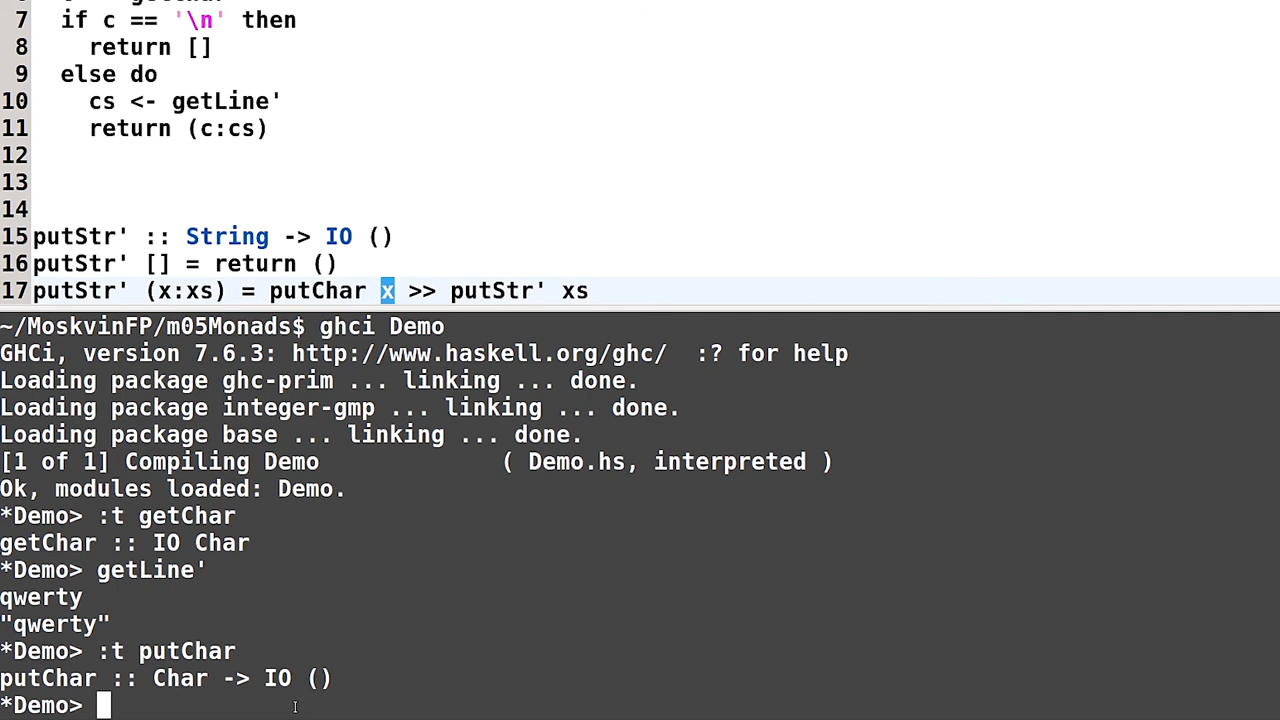 7 if c == '\n' then
8 return []
9 else do
10 cs <- getLine'
11 return (c:cs)
12
13
14
15 putStr' :: String -> IO ()
16 putStr' [] = return ()
17 putStr' (x:xs) = putChar x >> putStr' xs
~/MoskvinFP/m05Monads$ ghci Demo
GHCi, version 7.6.3: http://www.haskell.org/ghc/ :? for help
Loading package ghc-prim ... linking ... done.
Loading package integer-gmp ... linking ... done.
Loading package base ... linking ... done.
[1 of 1] Compiling Demo ( Demo.hs, interpreted )
Ok, modules loaded: Demo.
*Demo> :t getChar
getChar :: IO Char
*Demo> getLine'
qwerty
"qwerty"
*Demo> :t putChar
putChar :: Char -> IO ()
*Demo>